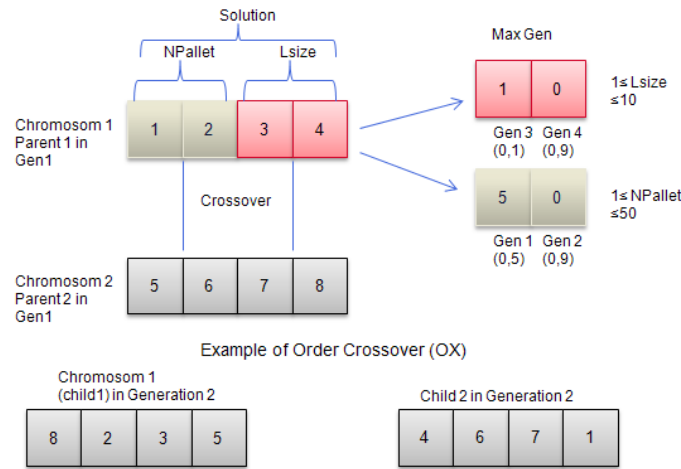 Solution
NPallet Lsize
Max Gen
Chromosom 1
Parent 1 in
Gen1
1 2 3 4
1 0
1≤ Lsize
≤10
Gen 3 Gen 4
(0,1) (0,9)
Crossover
5 0
1≤ NPallet
≤50
Gen 1 Gen 2
(0,5) (0,9)
Chromosom 2
Parent 2 in
Gen1
5 6 7 8
Example of Order Crossover (OX)
Chromosom 1
(child1) in Generation 2
8 2 3 5
Child 2 in Generation 2
4 6 7 1